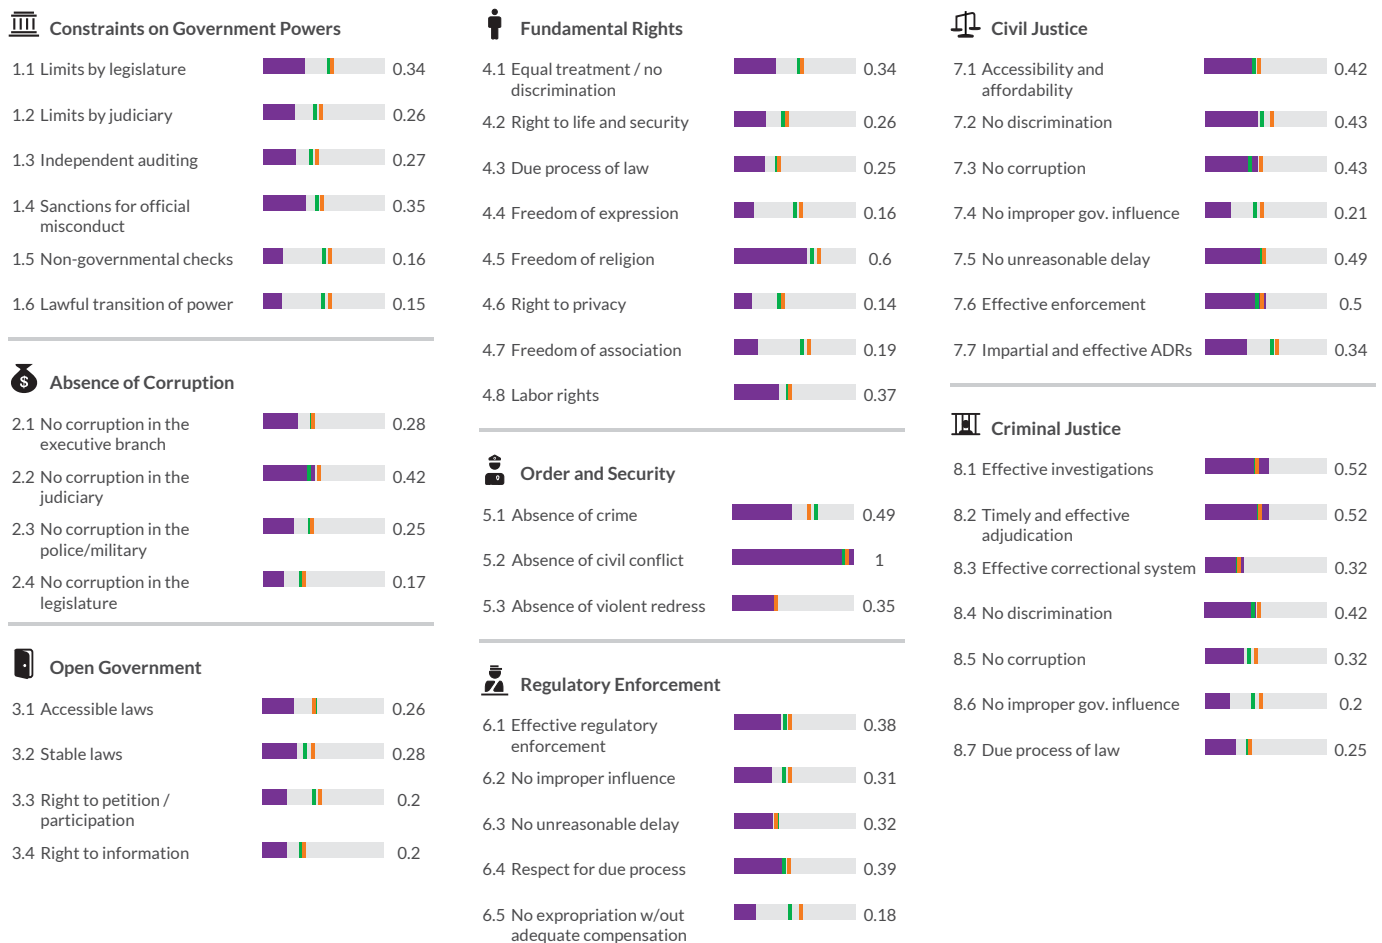 Constraints on Government Powers
1.1 Limits by legislature 0.34
1.2 Limits by judiciary 0.26
1.3 Independent auditing 0.27
1.4 Sanctions for official 0.35
misconduct
1.5 Non-governmental checks 0.16
1.6 Lawful transition of power 0.15
$
Absence of Corruption
2.1 No corruption in the 0.28
executive branch
2.2 No corruption in the 0.42
judiciary
2.3 No corruption in the 0.25
police/military
2.4 No corruption in the 0.17
legislature
Open Government
3.1 Accessible laws 0.26
3.2 Stable laws 0.28
3.3 Right to petition / 0.2
participation
3.4 Right to information 0.2
Fundamental Rights
4.1 Equal treatment / no 0.34
discrimination
4.2 Right to life and security 0.26
4.3 Due process of law 0.25
4.4 Freedom of expression 0.16
4.5 Freedom of religion 0.6
4.6 Right to privacy 0.14
4.7 Freedom of association 0.19
4.8 Labor rights 0.37
Order and Security
5.1 Absence of crime 0.49
5.2 Absence of civil conflict 1
5.3 Absence of violent redress 0.35
Regulatory Enforcement
6.1 Effective regulatory 0.38
enforcement
6.2 No improper influence 0.31
6.3 No unreasonable delay 0.32
6.4 Respect for due process 0.39
6.5 No expropriation w/out 0.18
adequate compensation
Civil Justice
7.1 Accessibility and 0.42
affordability
7.2 No discrimination 0.43
7.3 No corruption 0.43
7.4 No improper gov. influence 0.21
7.5 No unreasonable delay 0.49
7.6 Effective enforcement 0.5
7.7 Impartial and effective ADRs 0.34
Criminal Justice
8.1 Effective investigations 0.52
8.2 Timely and effective 0.52
adjudication
8.3 Effective correctional system 0.32
8.4 No discrimination 0.42
8.5 No corruption 0.32
8.6 No improper gov. influence 0.2
8.7 Due process of law 0.25